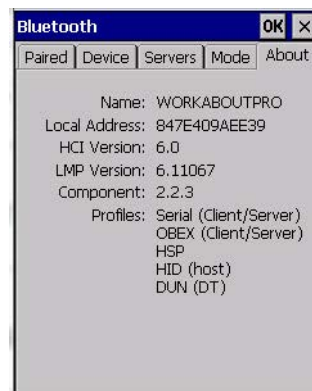 Bluetooth OK ×
Paired Device Servers Mode About
Name: WORKABOUTPRO
Local Address: 847E409AEE39
HCI Version: 6.0
LMP Version: 6.11067
Component: 2.2.3
Profiles: Serial (Client/Server)
OBEX (Client/Server)
HSP
HID (host)
DUN (DT)